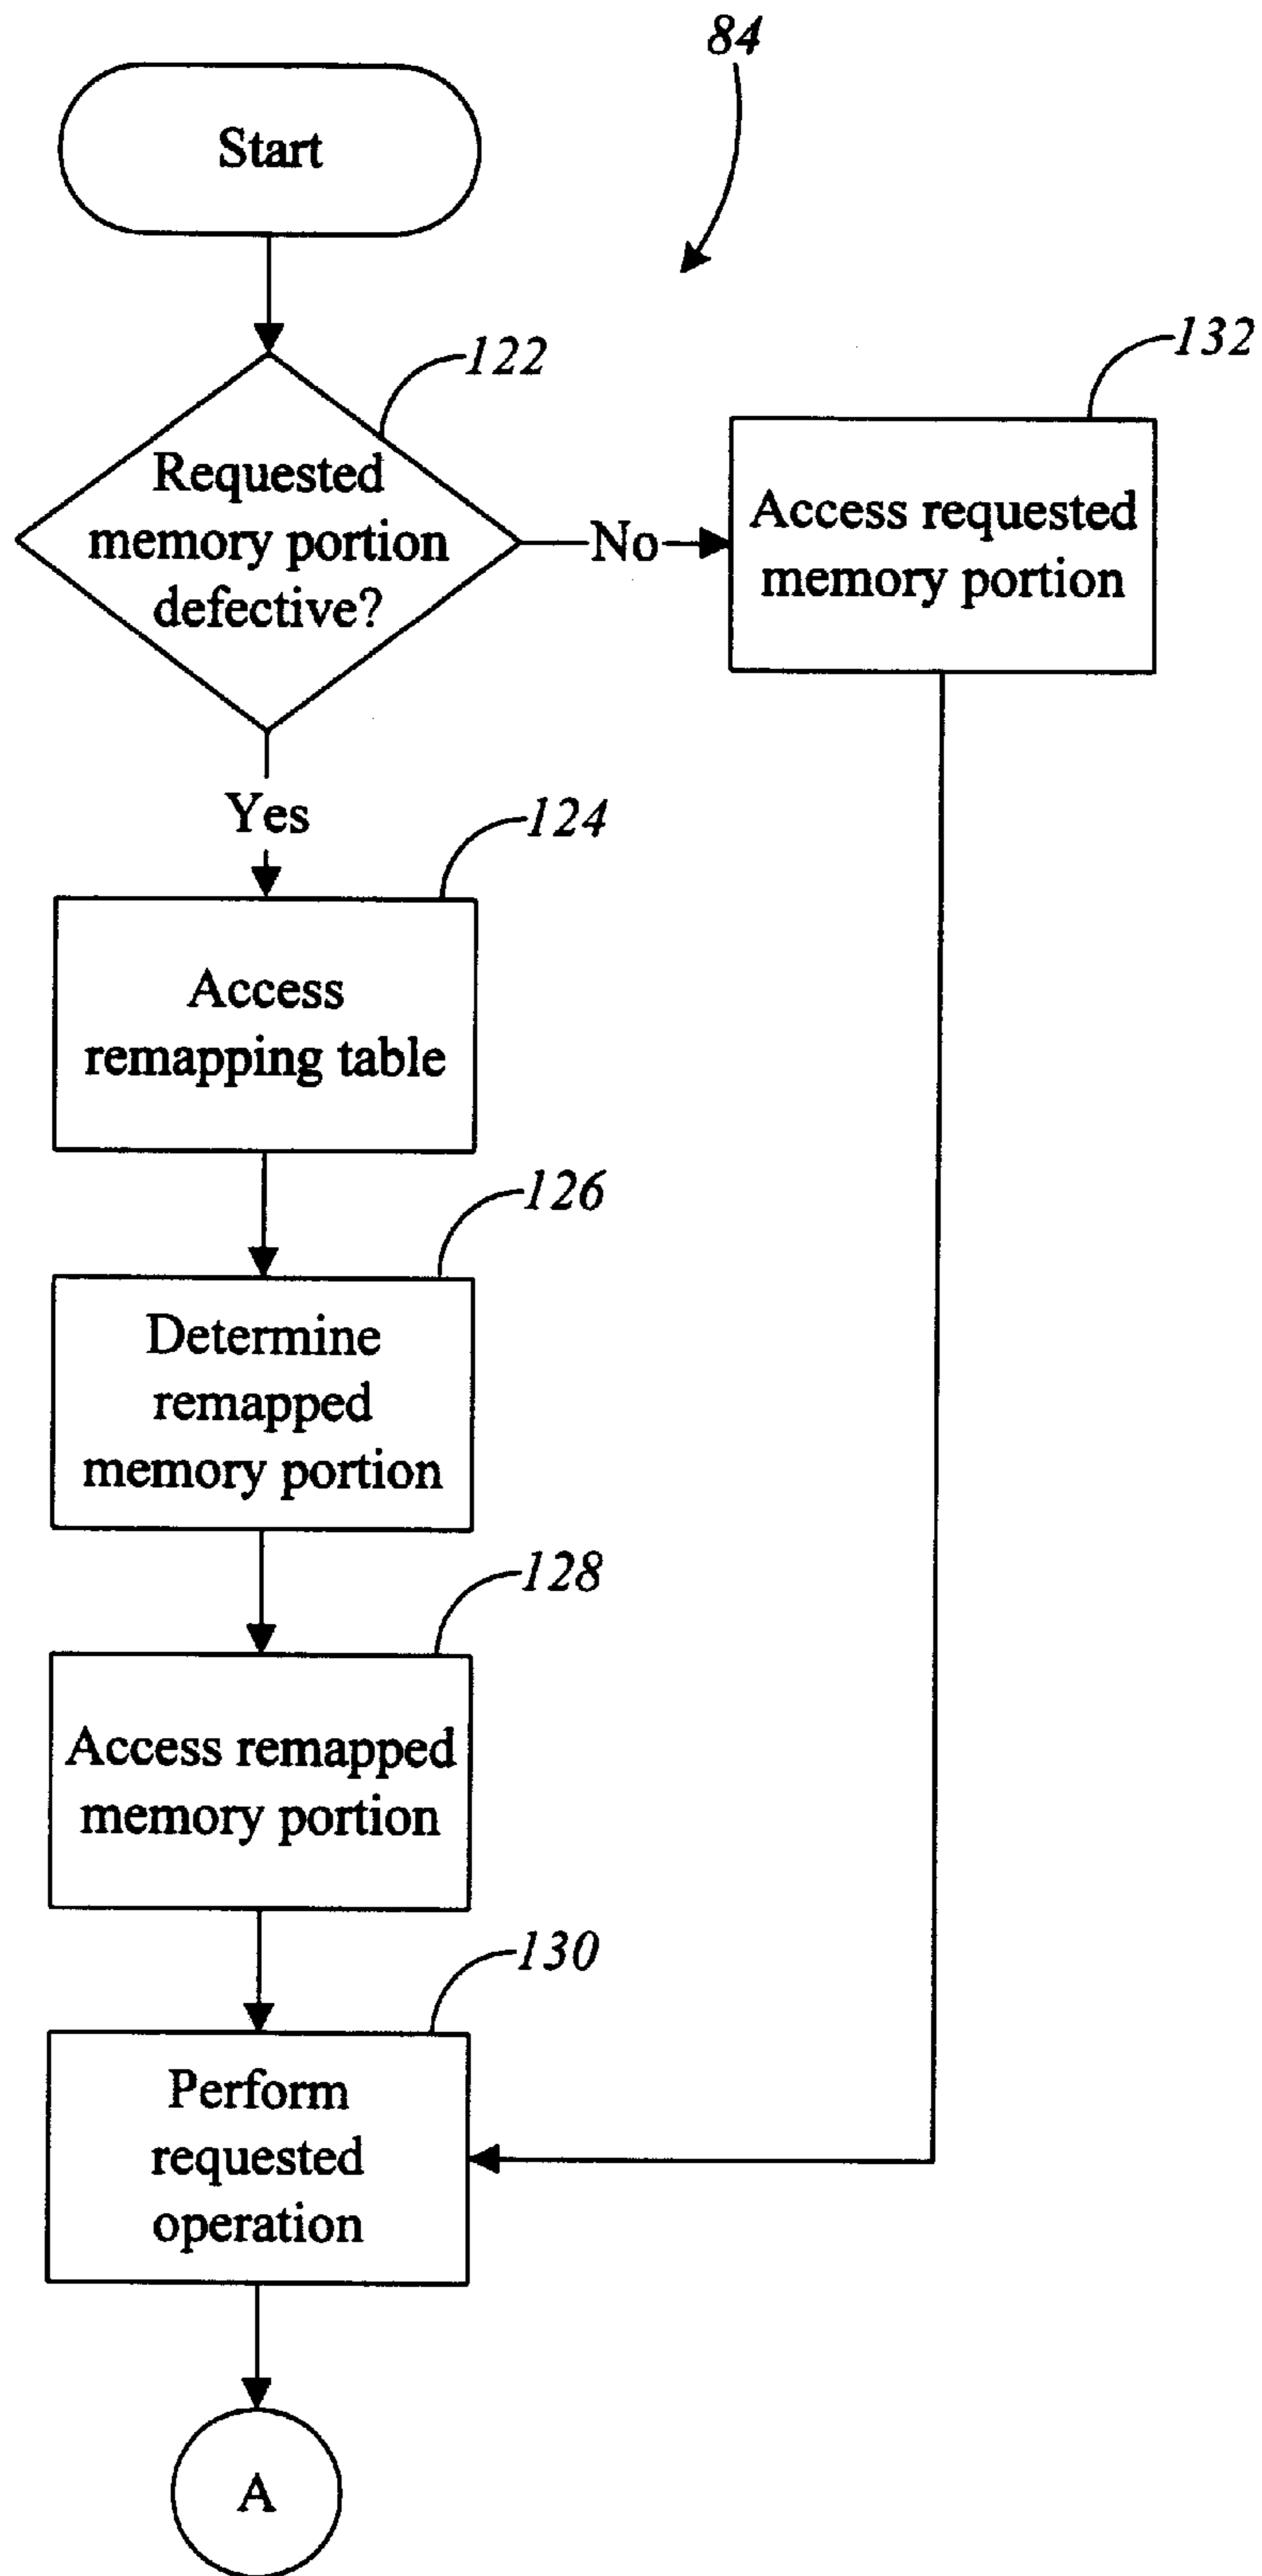 84
Start
122
Requested
memory portion
defective?
No
132
Access requested
memory portion
Yes
124
Access
remapping table
126
Determine
remapped
memory portion
128
Access remapped
memory portion
130
Perform
requested
operation
A